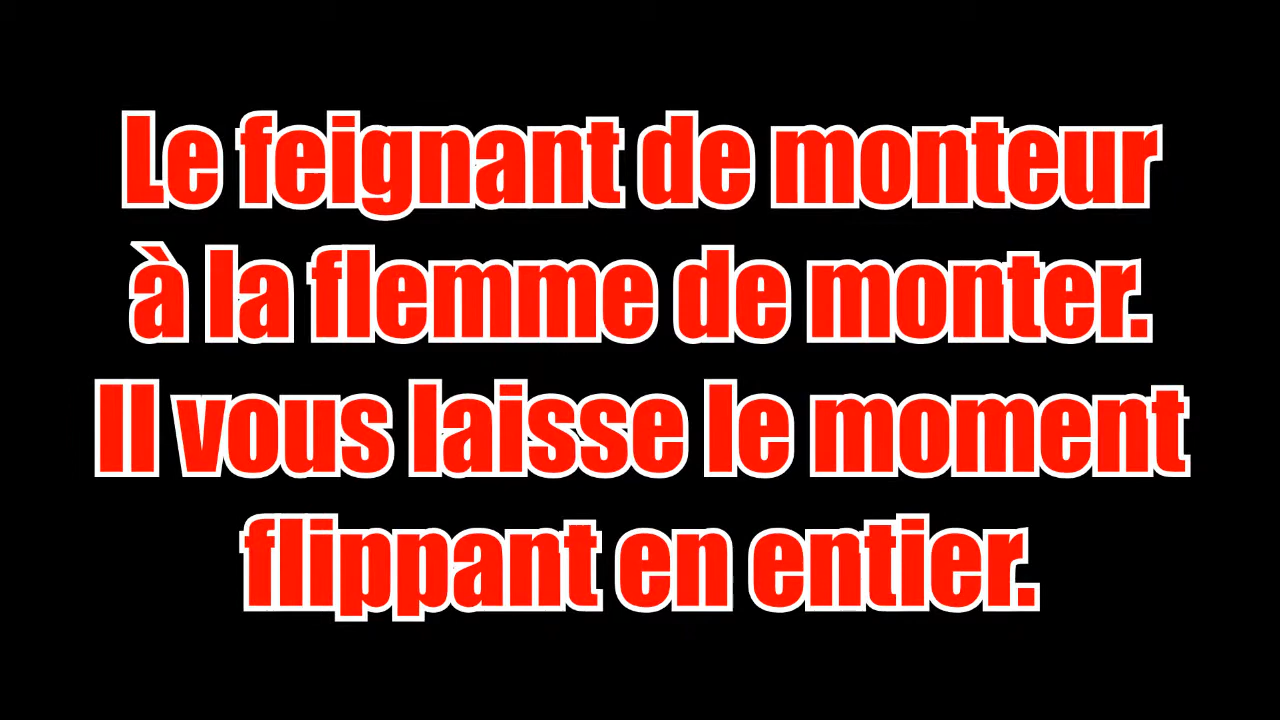 Le feignant de monteur
à la flemme de monter.
Il vous laisse le moment
flippant en entier.